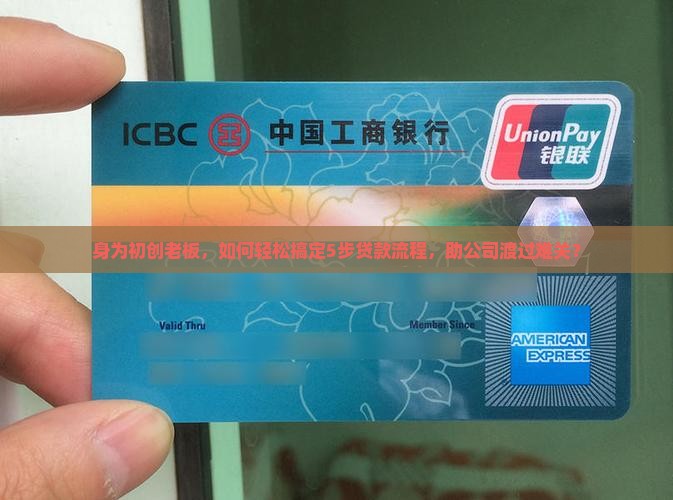 ICBC 中国工商银行
UnionPay
银联
身为初创老板，如何轻松搞定5步贷款流程，助公司渡过难关？
Valid Thru
Member Since
AMERICAN
EXPRESS